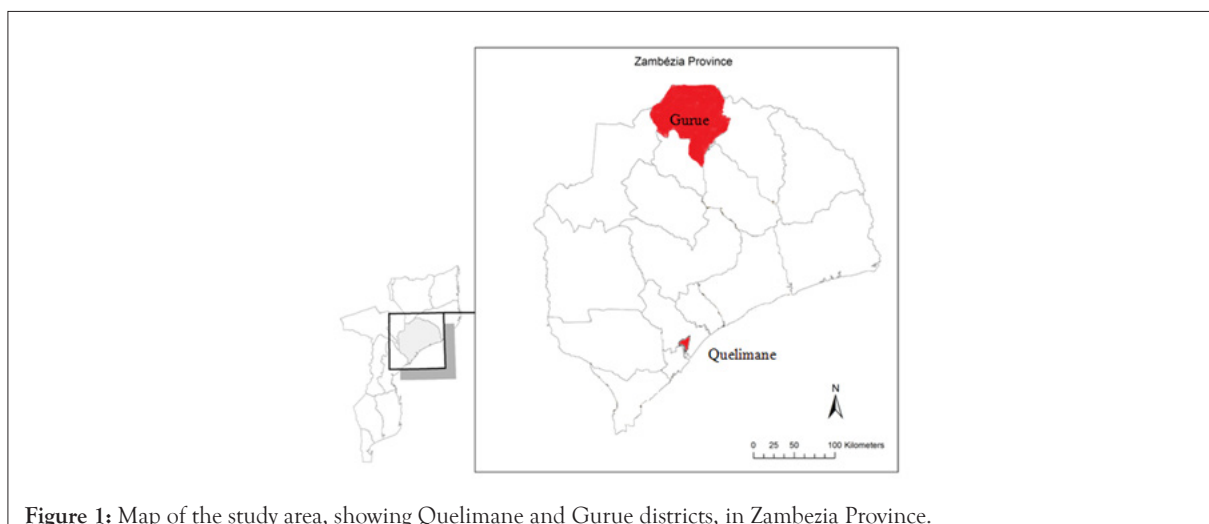 Zambézia Province
Gurue
Quelimane
N
0 25 50 100 Kilometers
Figure 1: Map of the study area, showing Quelimane and Gurue districts, in Zambezia Province.